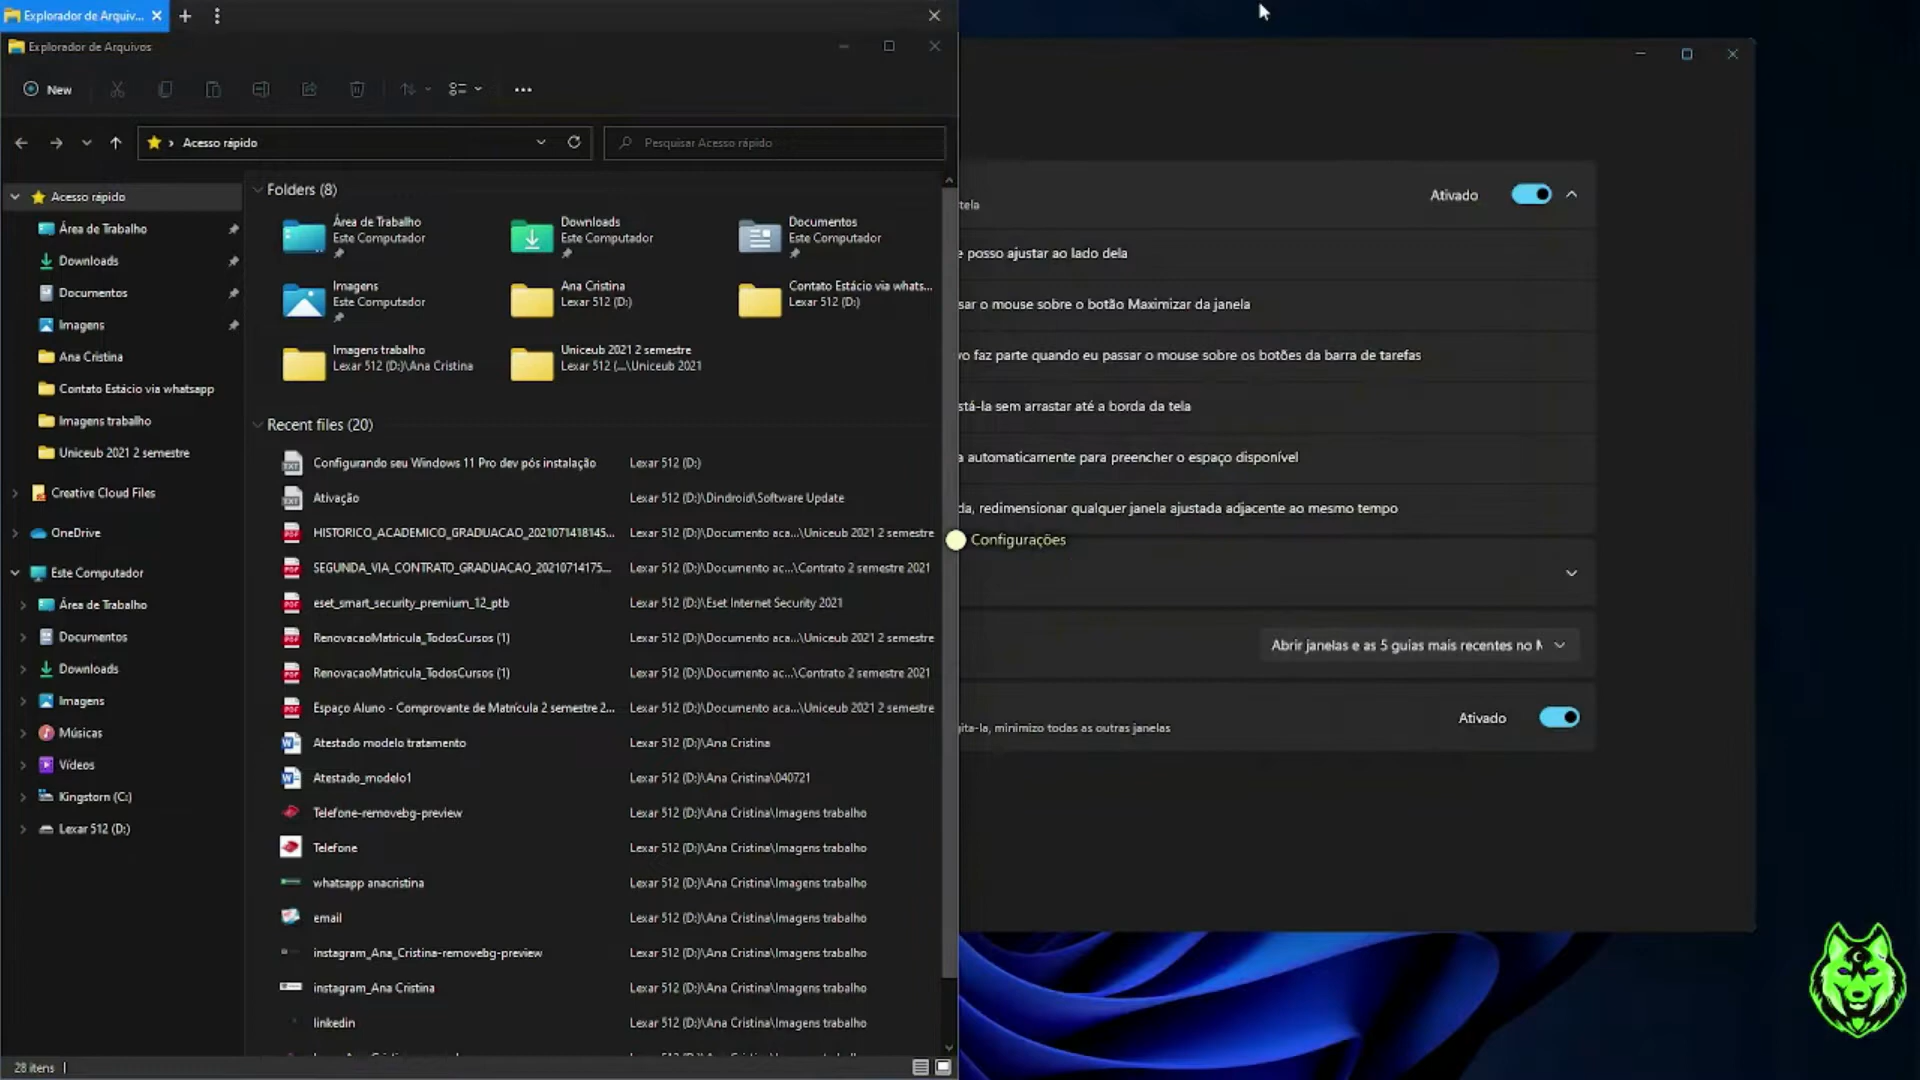 Explorador de Arquiv...
Explorador de Arquivos
New
Acesso rápido
Pesquisar Acesso rápido
Acesso rápido
Área de Trabalho
Downloads
Documentos
Imagens
Ana Cristina
Contato Estácio via whatsapp
Imagens trabalho
Uniceub 2021 2 semestre
Creative Cloud Files
OneDrive
Este Computador
Área de Trabalho
Documentos
Downloads
Imagens
Músicas
Vídeos
Kingstorn (C:)
Lexar 512 (D:)
Folders (8)
Área de Trabalho
Este Computador
Downloads
Este Computador
Documentos
Este Computador
Imagens
Este Computador
Ana Cristina
Lexar 512 (D:)
Contato Estácio via whats...
Lexar 512 (D:)
Imagens trabalho
Lexar 512 (D:)\Ana Cristina
Uniceub 2021 2 semestre
Lexar 512 (...\Uniceub 2021
Recent files (20)
Configurando seu Windows 11 Pro dev pós instalação Lexar 512 (D:)
Ativação Lexar 512 (D:)\Dindroid\Software Update
HISTORICO_ACADEMICO_GRADUACAO_2021071418145... Lexar 512 (D:)\Documento aca...\Uniceub 2021 2 semestre
SEGUNDA_VIA_CONTRATO_GRADUACAO_20210714175... Lexar 512 (D:)\Documento ac...\Contrato 2 semestre 2021
eset_smart_security_premium_12_ptb Lexar 512 (D:)\Eset Internet Security 2021
RenovacaoMatricula_TodosCursos (1) Lexar 512 (D:)\Documento aca...\Uniceub 2021 2 semestre
RenovacaoMatricula_TodosCursos (1) Lexar 512 (D:)\Documento ac...\Contrato 2 semestre 2021
Espaço Aluno - Comprovante de Matrícula 2 semestre 2... Lexar 512 (D:)\Documento aca...\Uniceub 2021 2 semestre
Atestado modelo tratamento Lexar 512 (D:)\Ana Cristina
Atestado_modelo1 Lexar 512 (D:)\Ana Cristina\040721
Telefone-removebg-preview Lexar 512 (D:)\Ana Cristina\Imagens trabalho
Telefone Lexar 512 (D:)\Ana Cristina\Imagens trabalho
whatsapp anacristina Lexar 512 (D:)\Ana Cristina\Imagens trabalho
email Lexar 512 (D:)\Ana Cristina\Imagens trabalho
instagram_Ana_Cristina-removebg-preview Lexar 512 (D:)\Ana Cristina\Imagens trabalho
instagram_Ana Cristina Lexar 512 (D:)\Ana Cristina\Imagens trabalho
linkedin Lexar 512 (D:)\Ana Cristina\Imagens trabalho
28 itens
Ativado
tela
e posso ajustar ao lado dela
sar o mouse sobre o botão Maximizar da janela
vo faz parte quando eu passar o mouse sobre os botões da barra de tarefas
stá-la sem arrastar até a borda da tela
a automaticamente para preencher o espaço disponível
da, redimensionar qualquer janela ajustada adjacente ao mesmo tempo
Configurações
Abrir janelas e as 5 guias mais recentes no
Ativado
gita-la, minimizo todas as outras janelas